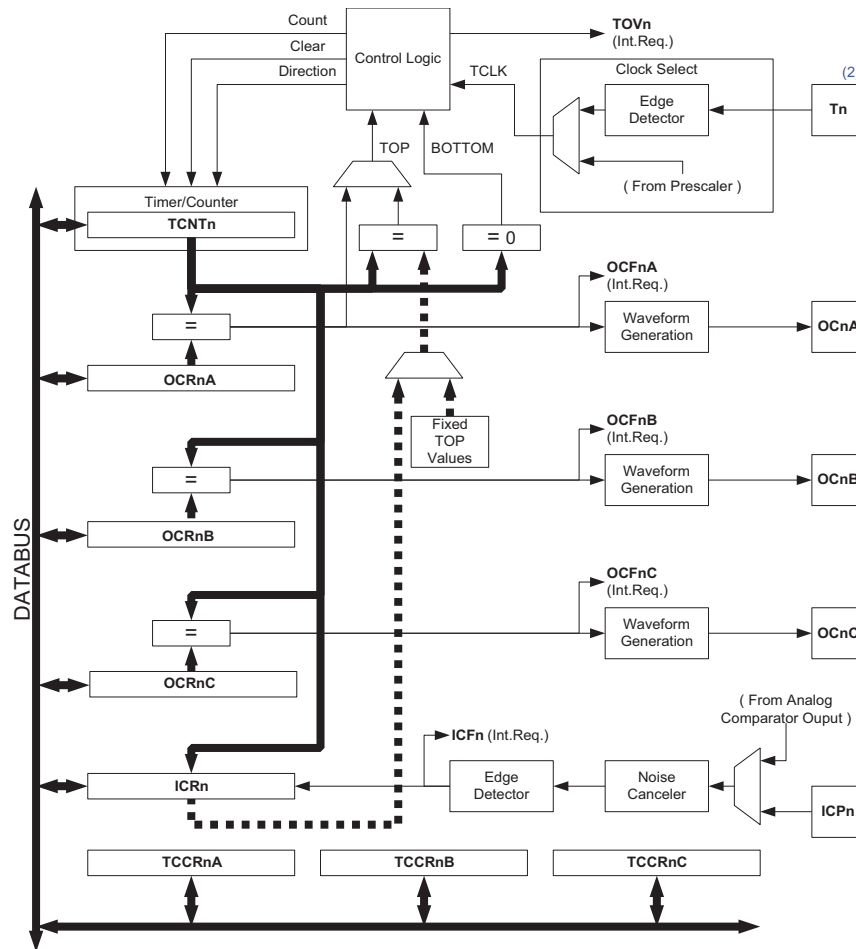 Count
TOVn
(Int.Req.)
Clear
Control Logic
Clock Select
Direction
TCLK
(2
Edge
Detector
Tn
TOP
BOTTOM
( From Prescaler )
Timer/Counter
TCNTn
=
= 0
OCFnA
(Int.Req.)
=
Waveform
Generation
OCnA
OCRnA
Fixed
TOP
Values
OCFnB
(Int.Req.)
=
Waveform
Generation
OCnB
OCRnB
DATABUS
OCFnC
(Int.Req.)
=
Waveform
Generation
OCnC
OCRnC
( From Analog
Comparator Ouput )
ICFn (Int.Req.)
ICRn
Edge
Detector
Noise
Canceler
ICPn
TCCRnA
TCCRnB
TCCRnC